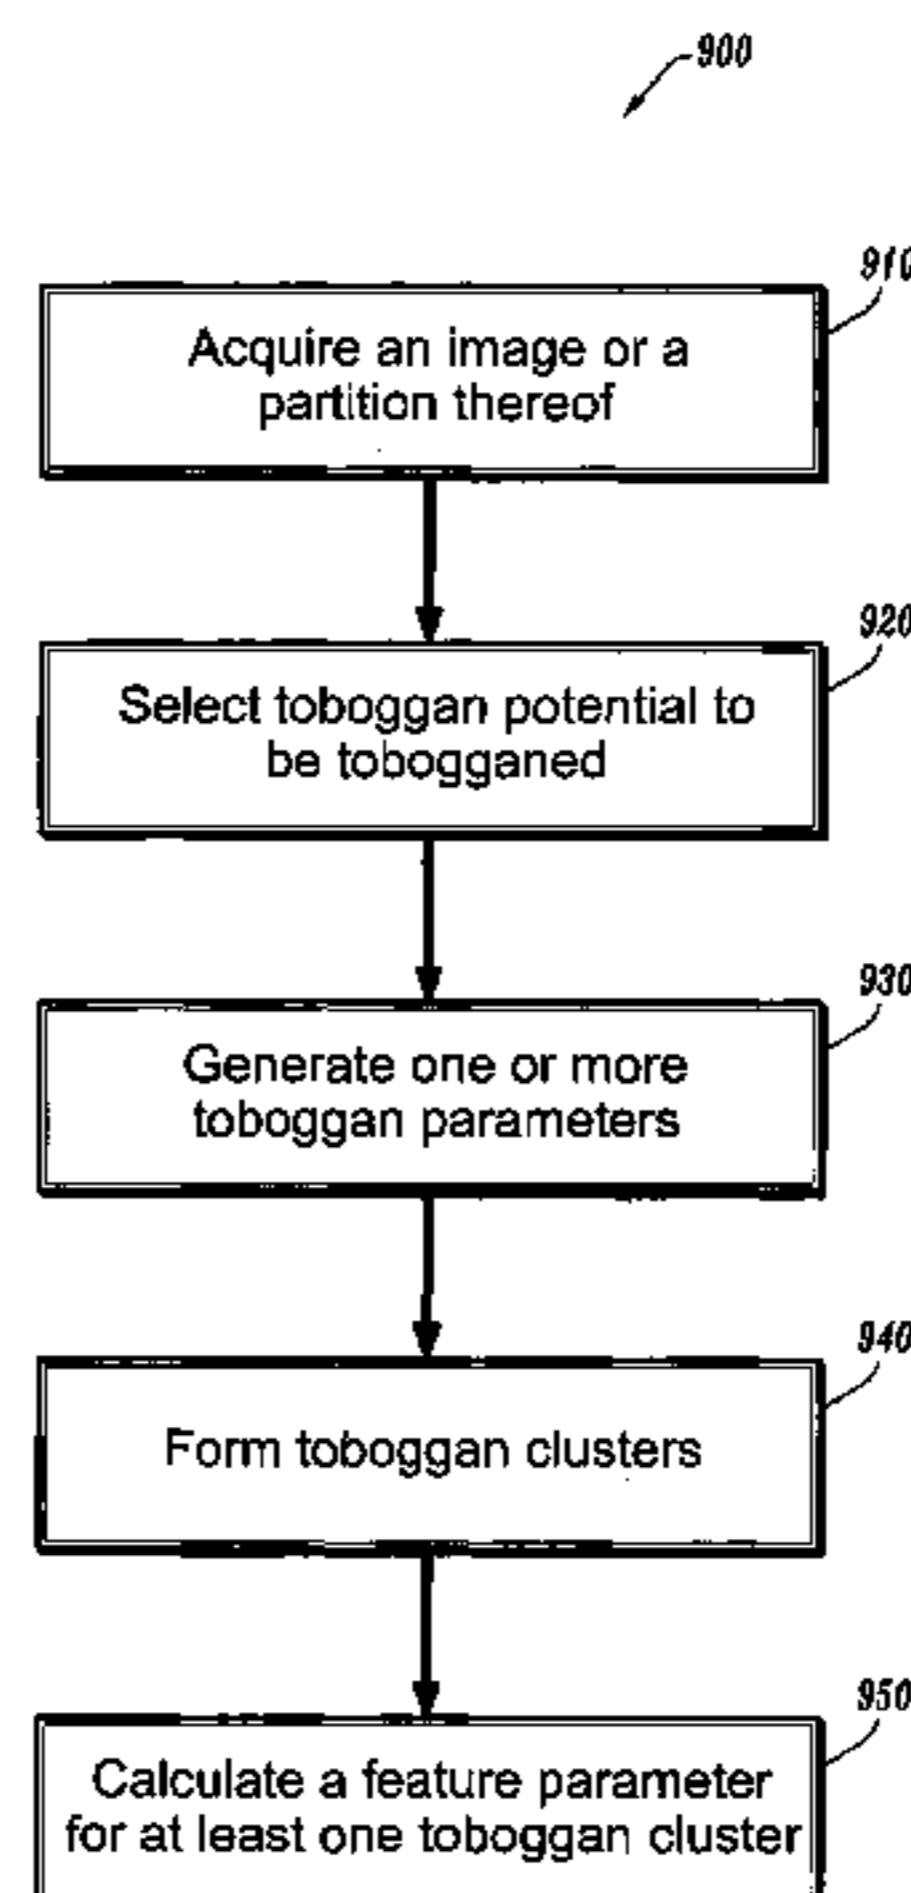 900
910
Acquire an image or a
partition thereof
920
Select toboggan potential to
be tobogganed
930
Generate one or more
toboggan parameters
940
Form toboggan clusters
950
Calculate a feature parameter
for at least one toboggan cluster